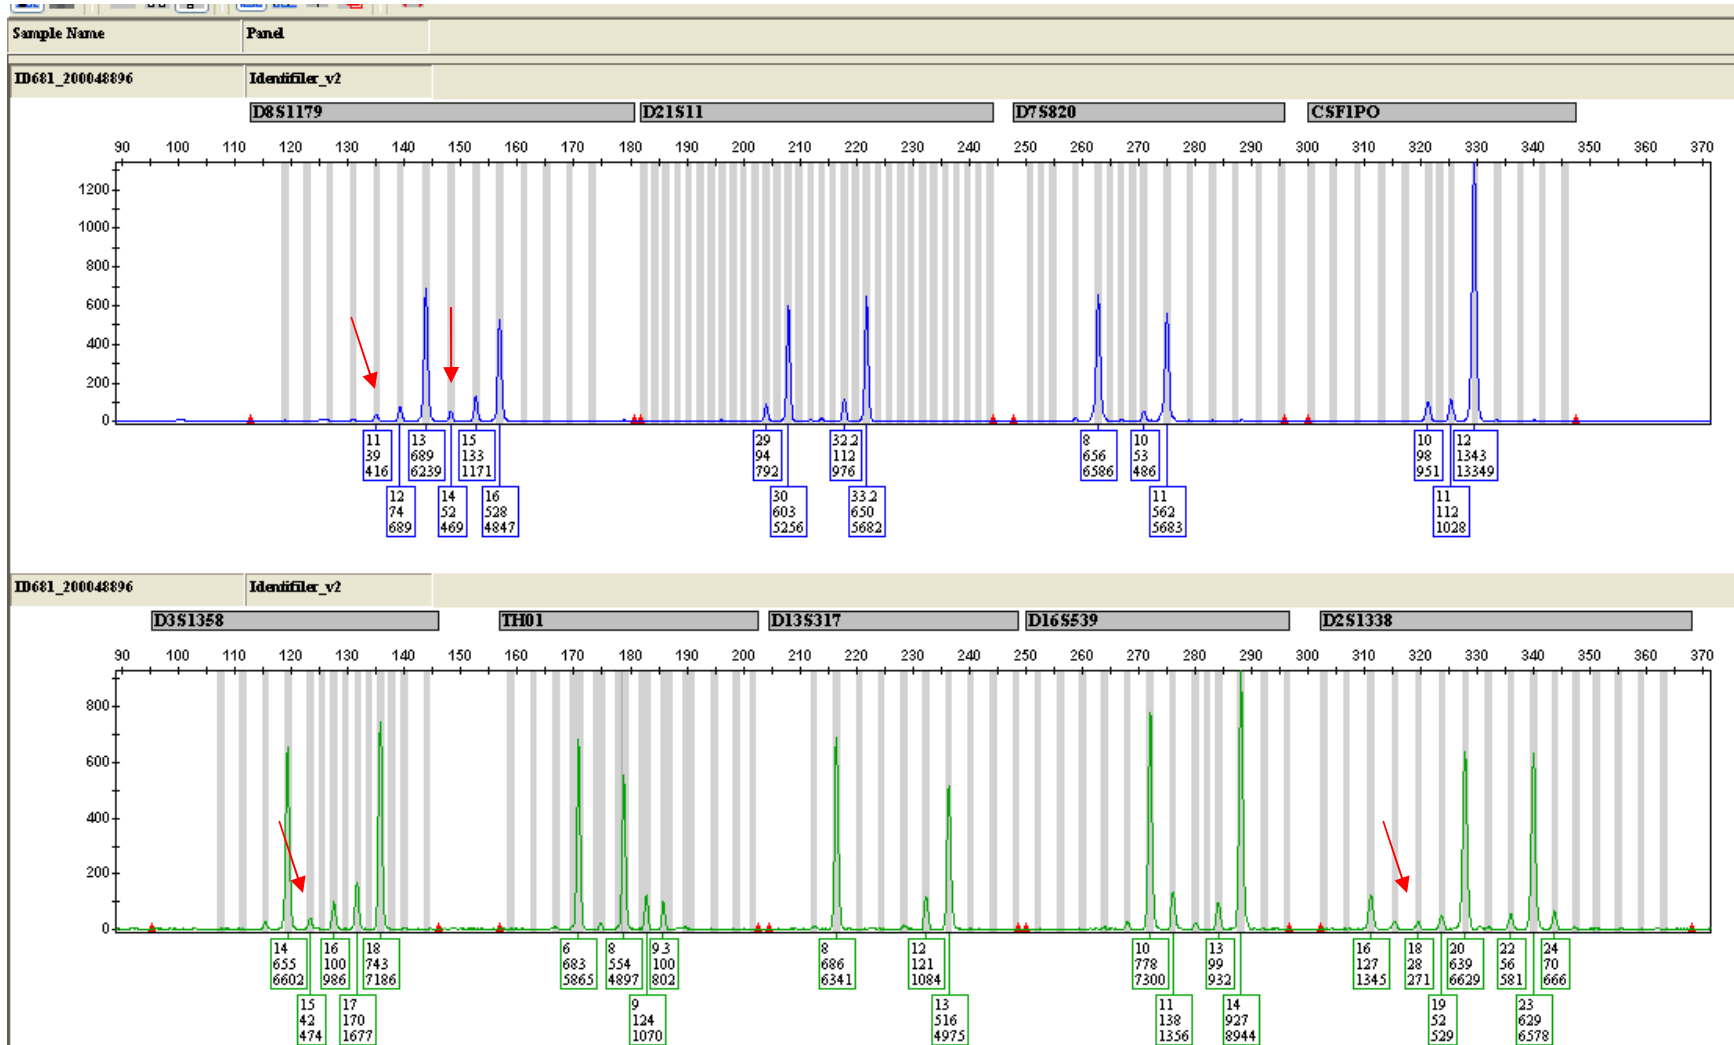 Sample Name Panel
ID681_200048896 Identifiler_v2
D8S1179 D21S11 D7S820 CSF1PO
90 100 110 120 130 140 150 160 170 180 190 200 210 220 230 240 250 260 270 280 290 300 310 320 330 340 350 360 370
1200
1000
800
600
400
200
0
11 13 15 29 32.2 8 10 10 12
39 689 133 94 112 656 53 98 1343
416 6239 1171 792 976 6586 486 951 13349
12 14 16 30 33.2 11 11
74 52 528 603 650 562 112
689 469 4847 5256 5682 5683 1028
ID681_200048896 Identifiler_v2
D3S1358 TH01 D13S317 D16S539 D2S1338
90 100 110 120 130 140 150 160 170 180 190 200 210 220 230 240 250 260 270 280 290 300 310 320 330 340 350 360 370
800
600
400
200
0
14 16 18 6 8 9.3 8 12 10 13 16 18 20 22 24
655 100 743 683 554 100 686 121 778 99 127 28 639 56 70
6602 986 7186 5865 4897 802 6341 1084 7300 932 1345 271 6629 581 666
15 17 9 13 11 14 19 23
42 170 124 516 138 927 52 629
474 1677 1070 4975 1356 8944 529 6578